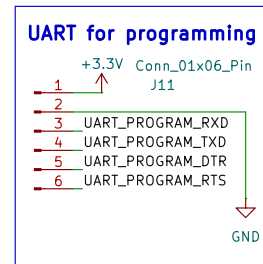 UART for programming
+3.3V Conn_01x06_Pin
J11
1
2
3 UART_PROGRAM_RXD
4 UART_PROGRAM_TXD
5 UART_PROGRAM_DTR
6 UART_PROGRAM_RTS
GND